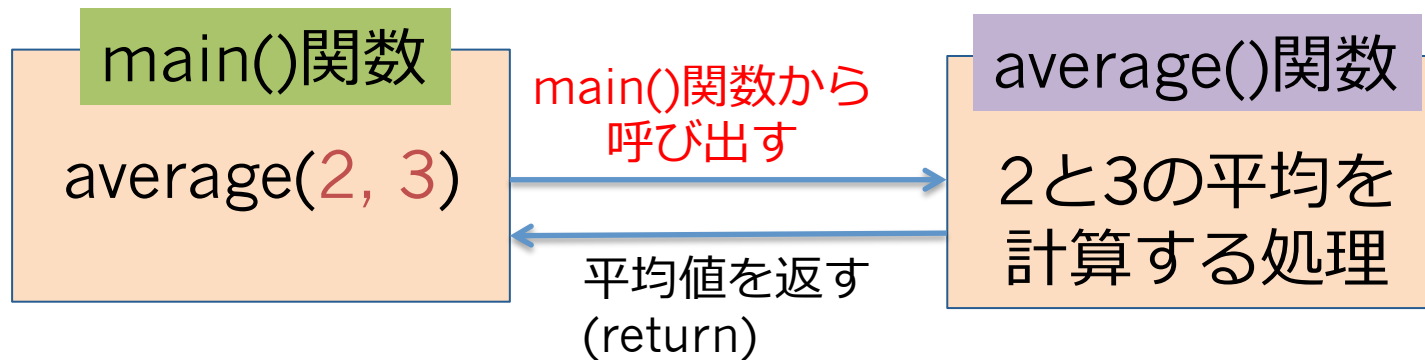 main()関数
average(2, 3)
main()関数から
呼び出す
平均値を返す
(return)
average()関数
2と3の平均を
計算する処理